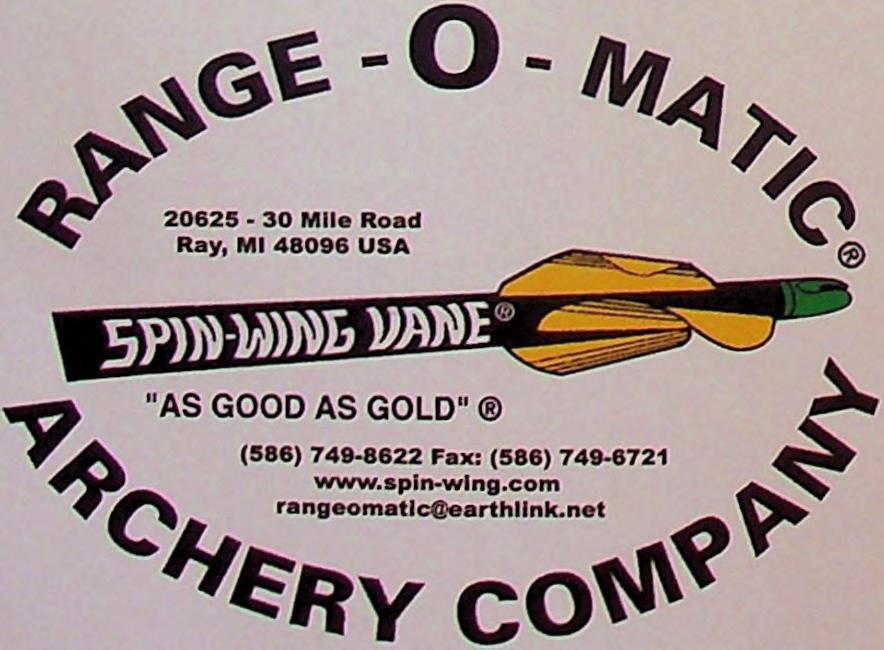 RANGE-O-MATIC®
20625 - 30 Mile Road
Ray, MI 48096 USA
SPIN-WING VANE®
"AS GOOD AS GOLD" ®
(586) 749-8622 Fax: (586) 749-6721
www.spin-wing.com
rangeomatic@earthlink.net
ARCHERY COMPANY